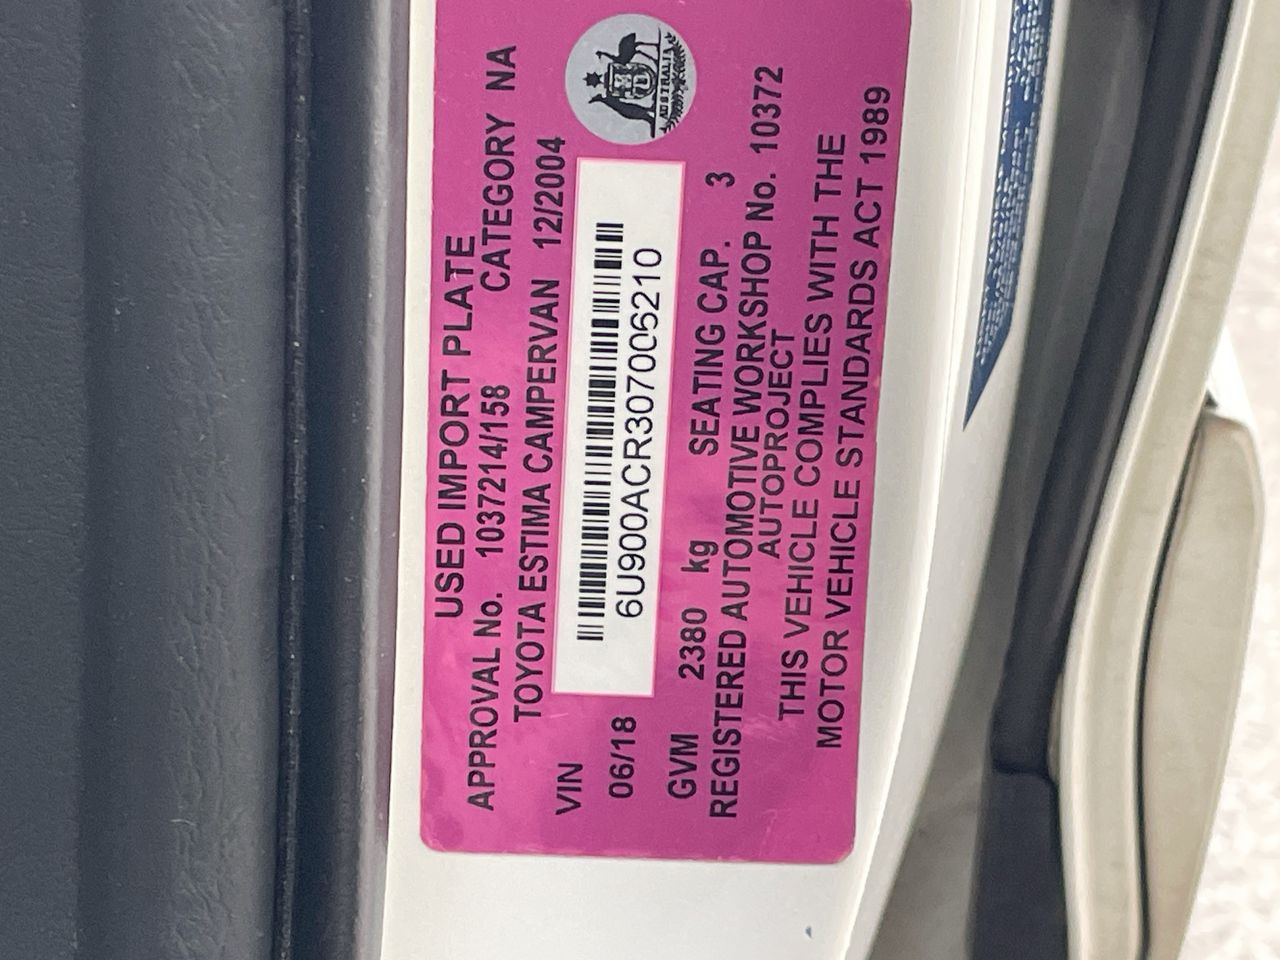 USED IMPORT PLATE
APPROVAL No. 1037214/158 CATEGORY NA
TOYOTA ESTIMA CAMPERVAN 12/2004
VIN
06/18
6U900ACR307006210
GVM 2380 kg SEATING CAP. 3
REGISTERED AUTOMOTIVE WORKSHOP No. 10372
AUTOPROJECT
THIS VEHICLE COMPLIES WITH THE
MOTOR VEHICLE STANDARDS ACT 1989
AUSTRALIA